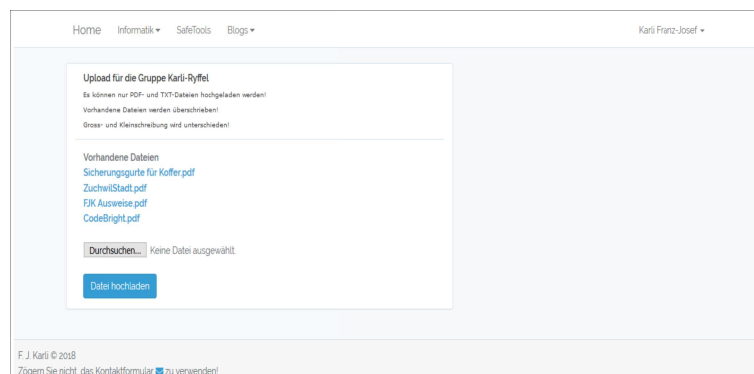 Home Informatik SafeTools Blogs Karli Franz-Josef
Upload für die Gruppe Karli-Ryffel
Es können nur PDF- und TXT-Dateien hochgeladen werden!
Vorhandene Dateien werden überschrieben!
Gross- und Kleinschreibung wird unterschieden!
Vorhandene Dateien
Sicherungsgurte für Koffer.pdf
ZuchwilStadt.pdf
FJK Ausweise.pdf
CodeBright.pdf
Durchsuchen... Keine Datei ausgewählt.
Datei hochladen
F. J. Karli © 2018
Zögern Sie nicht, das Kontaktformular zu verwenden!